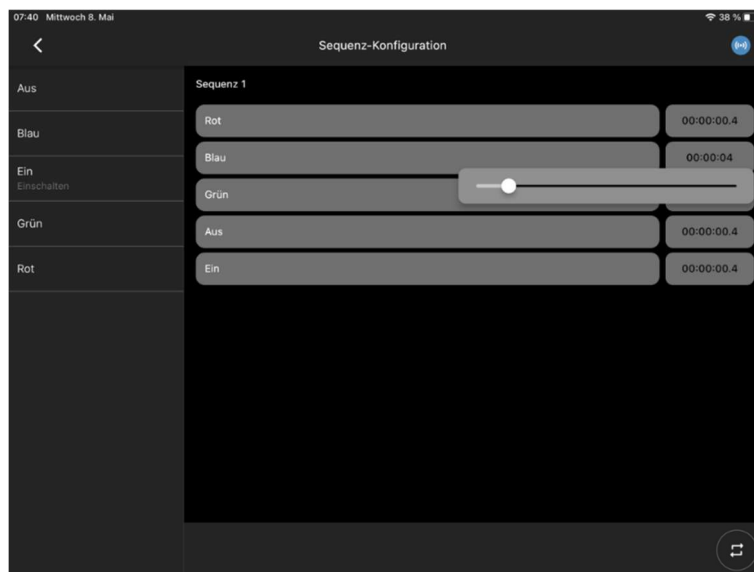 07:40 Mittwoch 8. Mai 38 %
Sequenz-Konfiguration
Aus
Blau
Ein
Einschalten
Grün
Rot
Sequenz 1
Rot 00:00:00.4
Blau 00:00:04
Grün
Aus 00:00:00.4
Ein 00:00:00.4